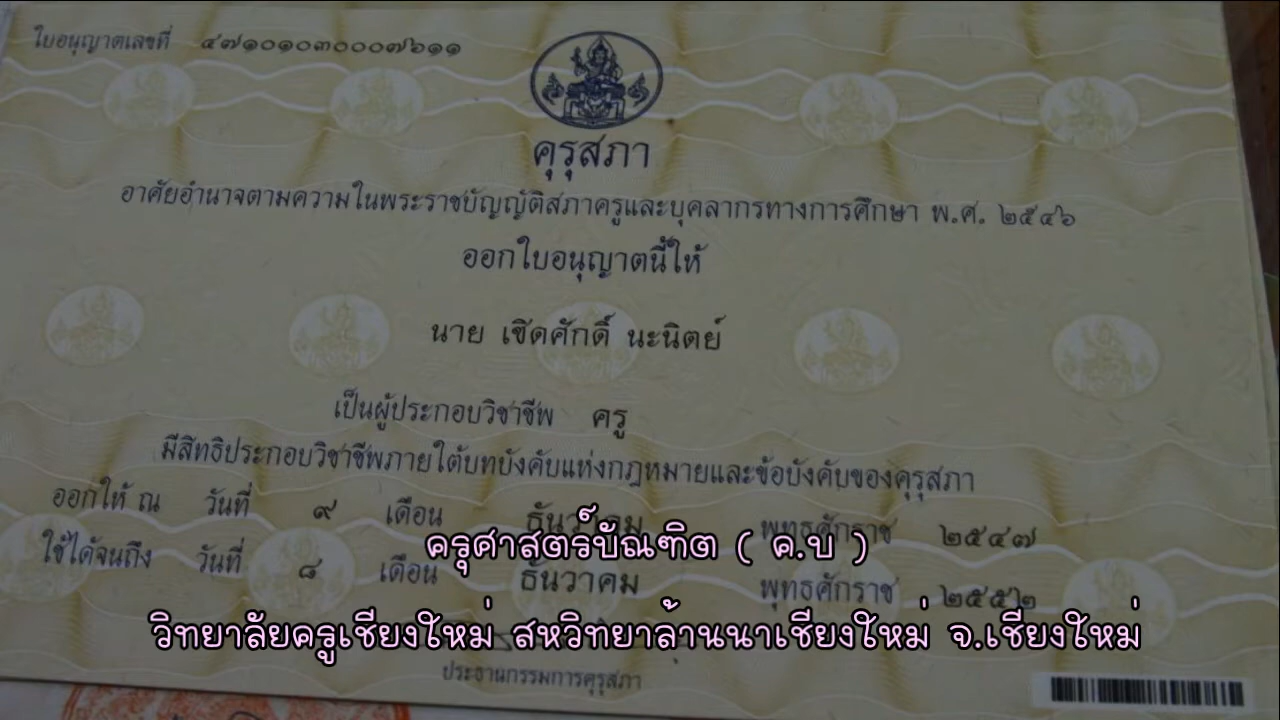 ใบอนุญาตเลขที่ ๔๗๑๐๑๐๓๐๐๐๗๖๑๑
คุรุสภา
อาศัยอำนาจตามความในพระราชบัญญัติสภาครูและบุคลากรทางการศึกษา พ.ศ. ๒๕๔๖
ออกใบอนุญาตนี้ให้
นาย เชิดศักดิ์ นะนิตย์
เป็นผู้ประกอบวิชาชีพ ครู
มีสิทธิประกอบวิชาชีพภายใต้บทบังคับแห่งกฎหมายและข้อบังคับของคุรุสภา
ออกให้ ณ วันที่ ๙ เดือน ธันวาคม พุทธศักราช ๒๕๔๗
ครุศาสตร์บัณฑิต ( ค.บ )
ใช้ได้จนถึง วันที่ ๘ เดือน ธันวาคม พุทธศักราช ๒๕๕๒
วิทยาลัยครูเชียงใหม่ สหวิทยาล้านนาเชียงใหม่ จ.เชียงใหม่
ประธานกรรมการคุรุสภา